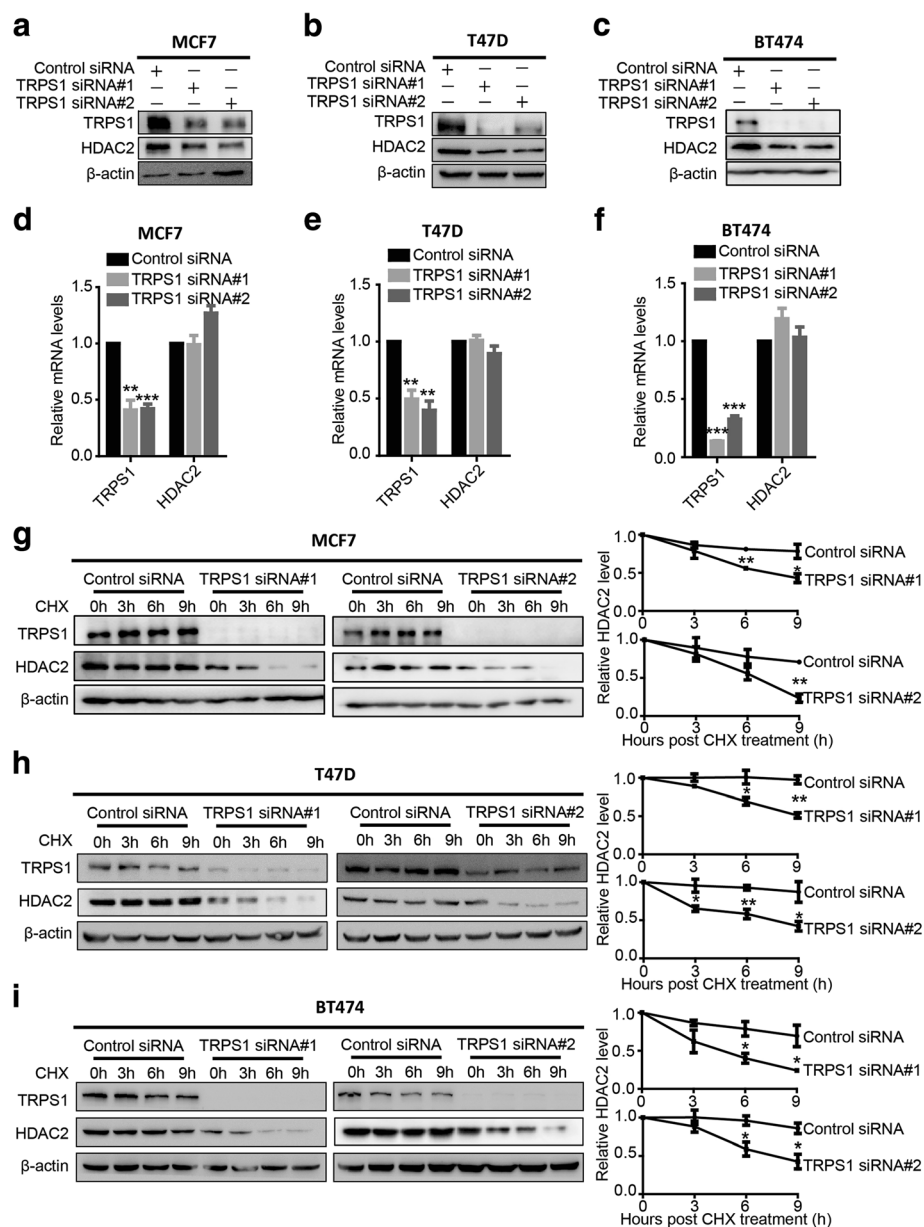 a
MCF7
Control siRNA + – –
TRPS1 siRNA#1 – + –
TRPS1 siRNA#2 – – +
TRPS1
HDAC2
β-actin
b
T47D
Control siRNA + – –
TRPS1 siRNA#1 – + –
TRPS1 siRNA#2 – – +
TRPS1
HDAC2
β-actin
c
BT474
Control siRNA + – –
TRPS1 siRNA#1 – + –
TRPS1 siRNA#2 – – +
TRPS1
HDAC2
β-actin
d
MCF7
Control siRNA
TRPS1 siRNA#1
TRPS1 siRNA#2
Relative mRNA levels
1.5
1.0
0.5
0.0
** ***
TRPS1
HDAC2
e
T47D
Control siRNA
TRPS1 siRNA#1
TRPS1 siRNA#2
Relative mRNA levels
1.5
1.0
0.5
0.0
** **
TRPS1
HDAC2
f
BT474
Control siRNA
TRPS1 siRNA#1
TRPS1 siRNA#2
Relative mRNA levels
1.5
1.0
0.5
0.0
*** ***
TRPS1
HDAC2
g
MCF7
Control siRNA TRPS1 siRNA#1 Control siRNA TRPS1 siRNA#2
CHX 0h 3h 6h 9h 0h 3h 6h 9h 0h 3h 6h 9h 0h 3h 6h 9h
TRPS1
HDAC2
β-actin
Relative HDAC2 level
1.0
0.5
0.0
Control siRNA
**
*
TRPS1 siRNA#1
0 3 6 9
1.0
0.5
0.0
Control siRNA
**
TRPS1 siRNA#2
0 3 6 9
Hours post CHX treatment (h)
h
T47D
Control siRNA TRPS1 siRNA#1 Control siRNA TRPS1 siRNA#2
CHX 0h 3h 6h 9h 0h 3h 6h 9h 0h 3h 6h 9h 0h 3h 6h 9h
TRPS1
HDAC2
β-actin
Relative HDAC2 level
1.0
0.5
0.0
Control siRNA
* **
TRPS1 siRNA#1
0 3 6 9
1.0
0.5
0.0
Control siRNA
* ** *
TRPS1 siRNA#2
0 3 6 9
Hours post CHX treatment (h)
i
BT474
Control siRNA TRPS1 siRNA#1 Control siRNA TRPS1 siRNA#2
CHX 0h 3h 6h 9h 0h 3h 6h 9h 0h 3h 6h 9h 0h 3h 6h 9h
TRPS1
HDAC2
β-actin
Relative HDAC2 level
1.0
0.5
0.0
Control siRNA
* *
TRPS1 siRNA#1
0 3 6 9
1.0
0.5
0.0
Control siRNA
* *
TRPS1 siRNA#2
0 3 6 9
Hours post CHX treatment (h)